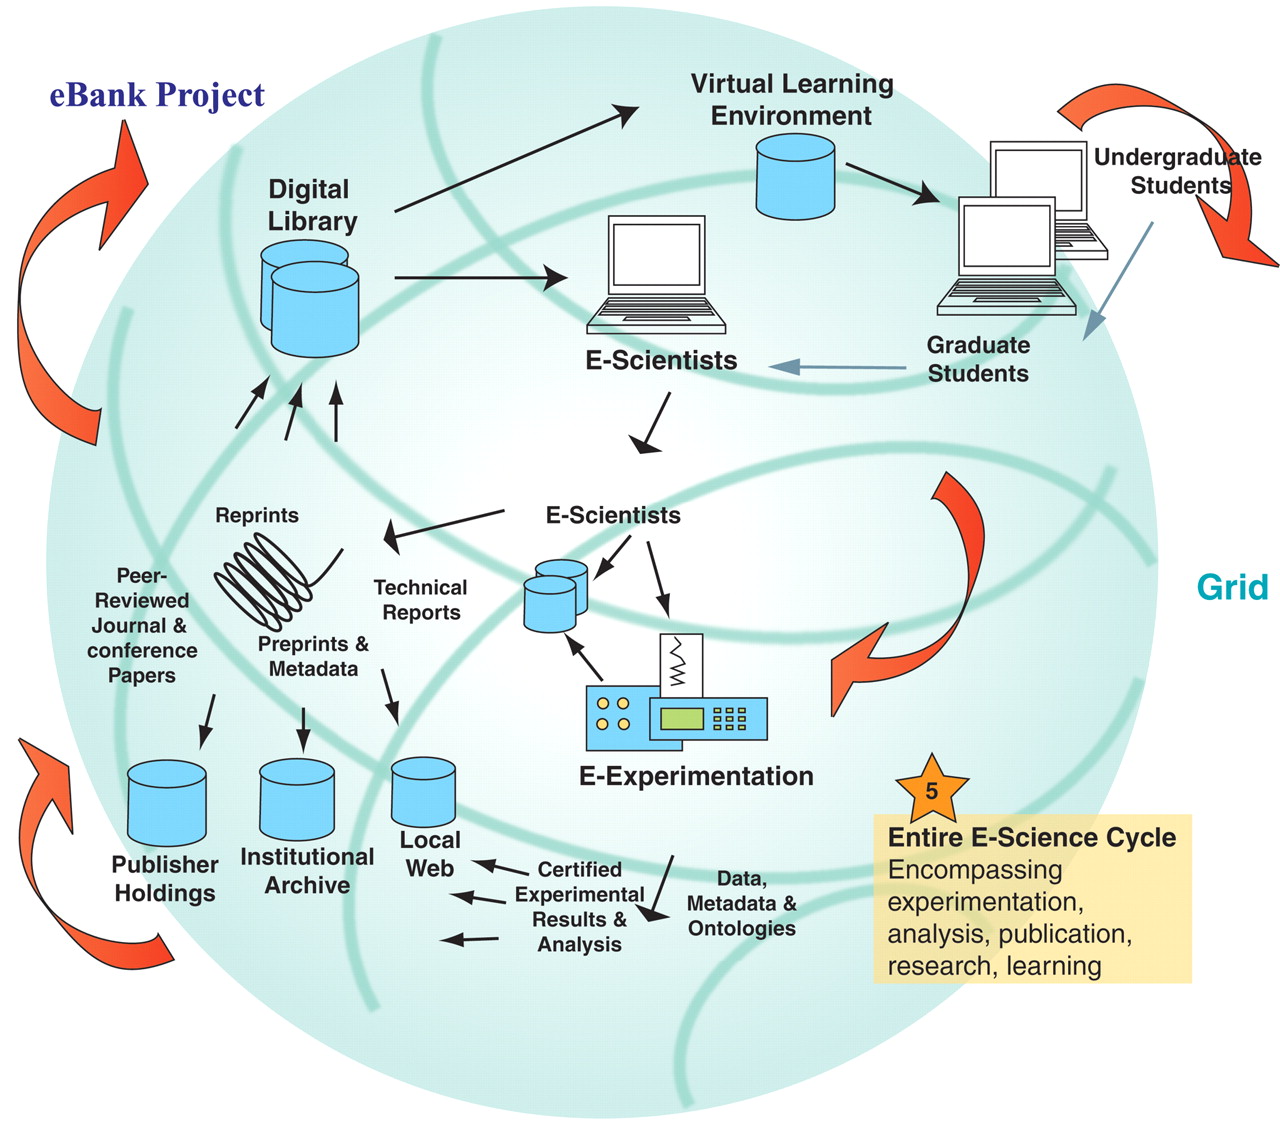 eBank Project
Virtual Learning
Environment
Undergraduate
Students
Digital
Library
E-Scientists
Graduate
Students
Reprints
E-Scientists
Peer-
Reviewed
Journal &
conference
Papers
Technical
Reports
Preprints &
Metadata
Grid
E-Experimentation
Publisher
Holdings
Institutional
Archive
Local
Web
Certified
Experimental
Results &
Analysis
Data,
Metadata &
Ontologies
5
Entire E-Science Cycle
Encompassing
experimentation,
analysis, publication,
research, learning